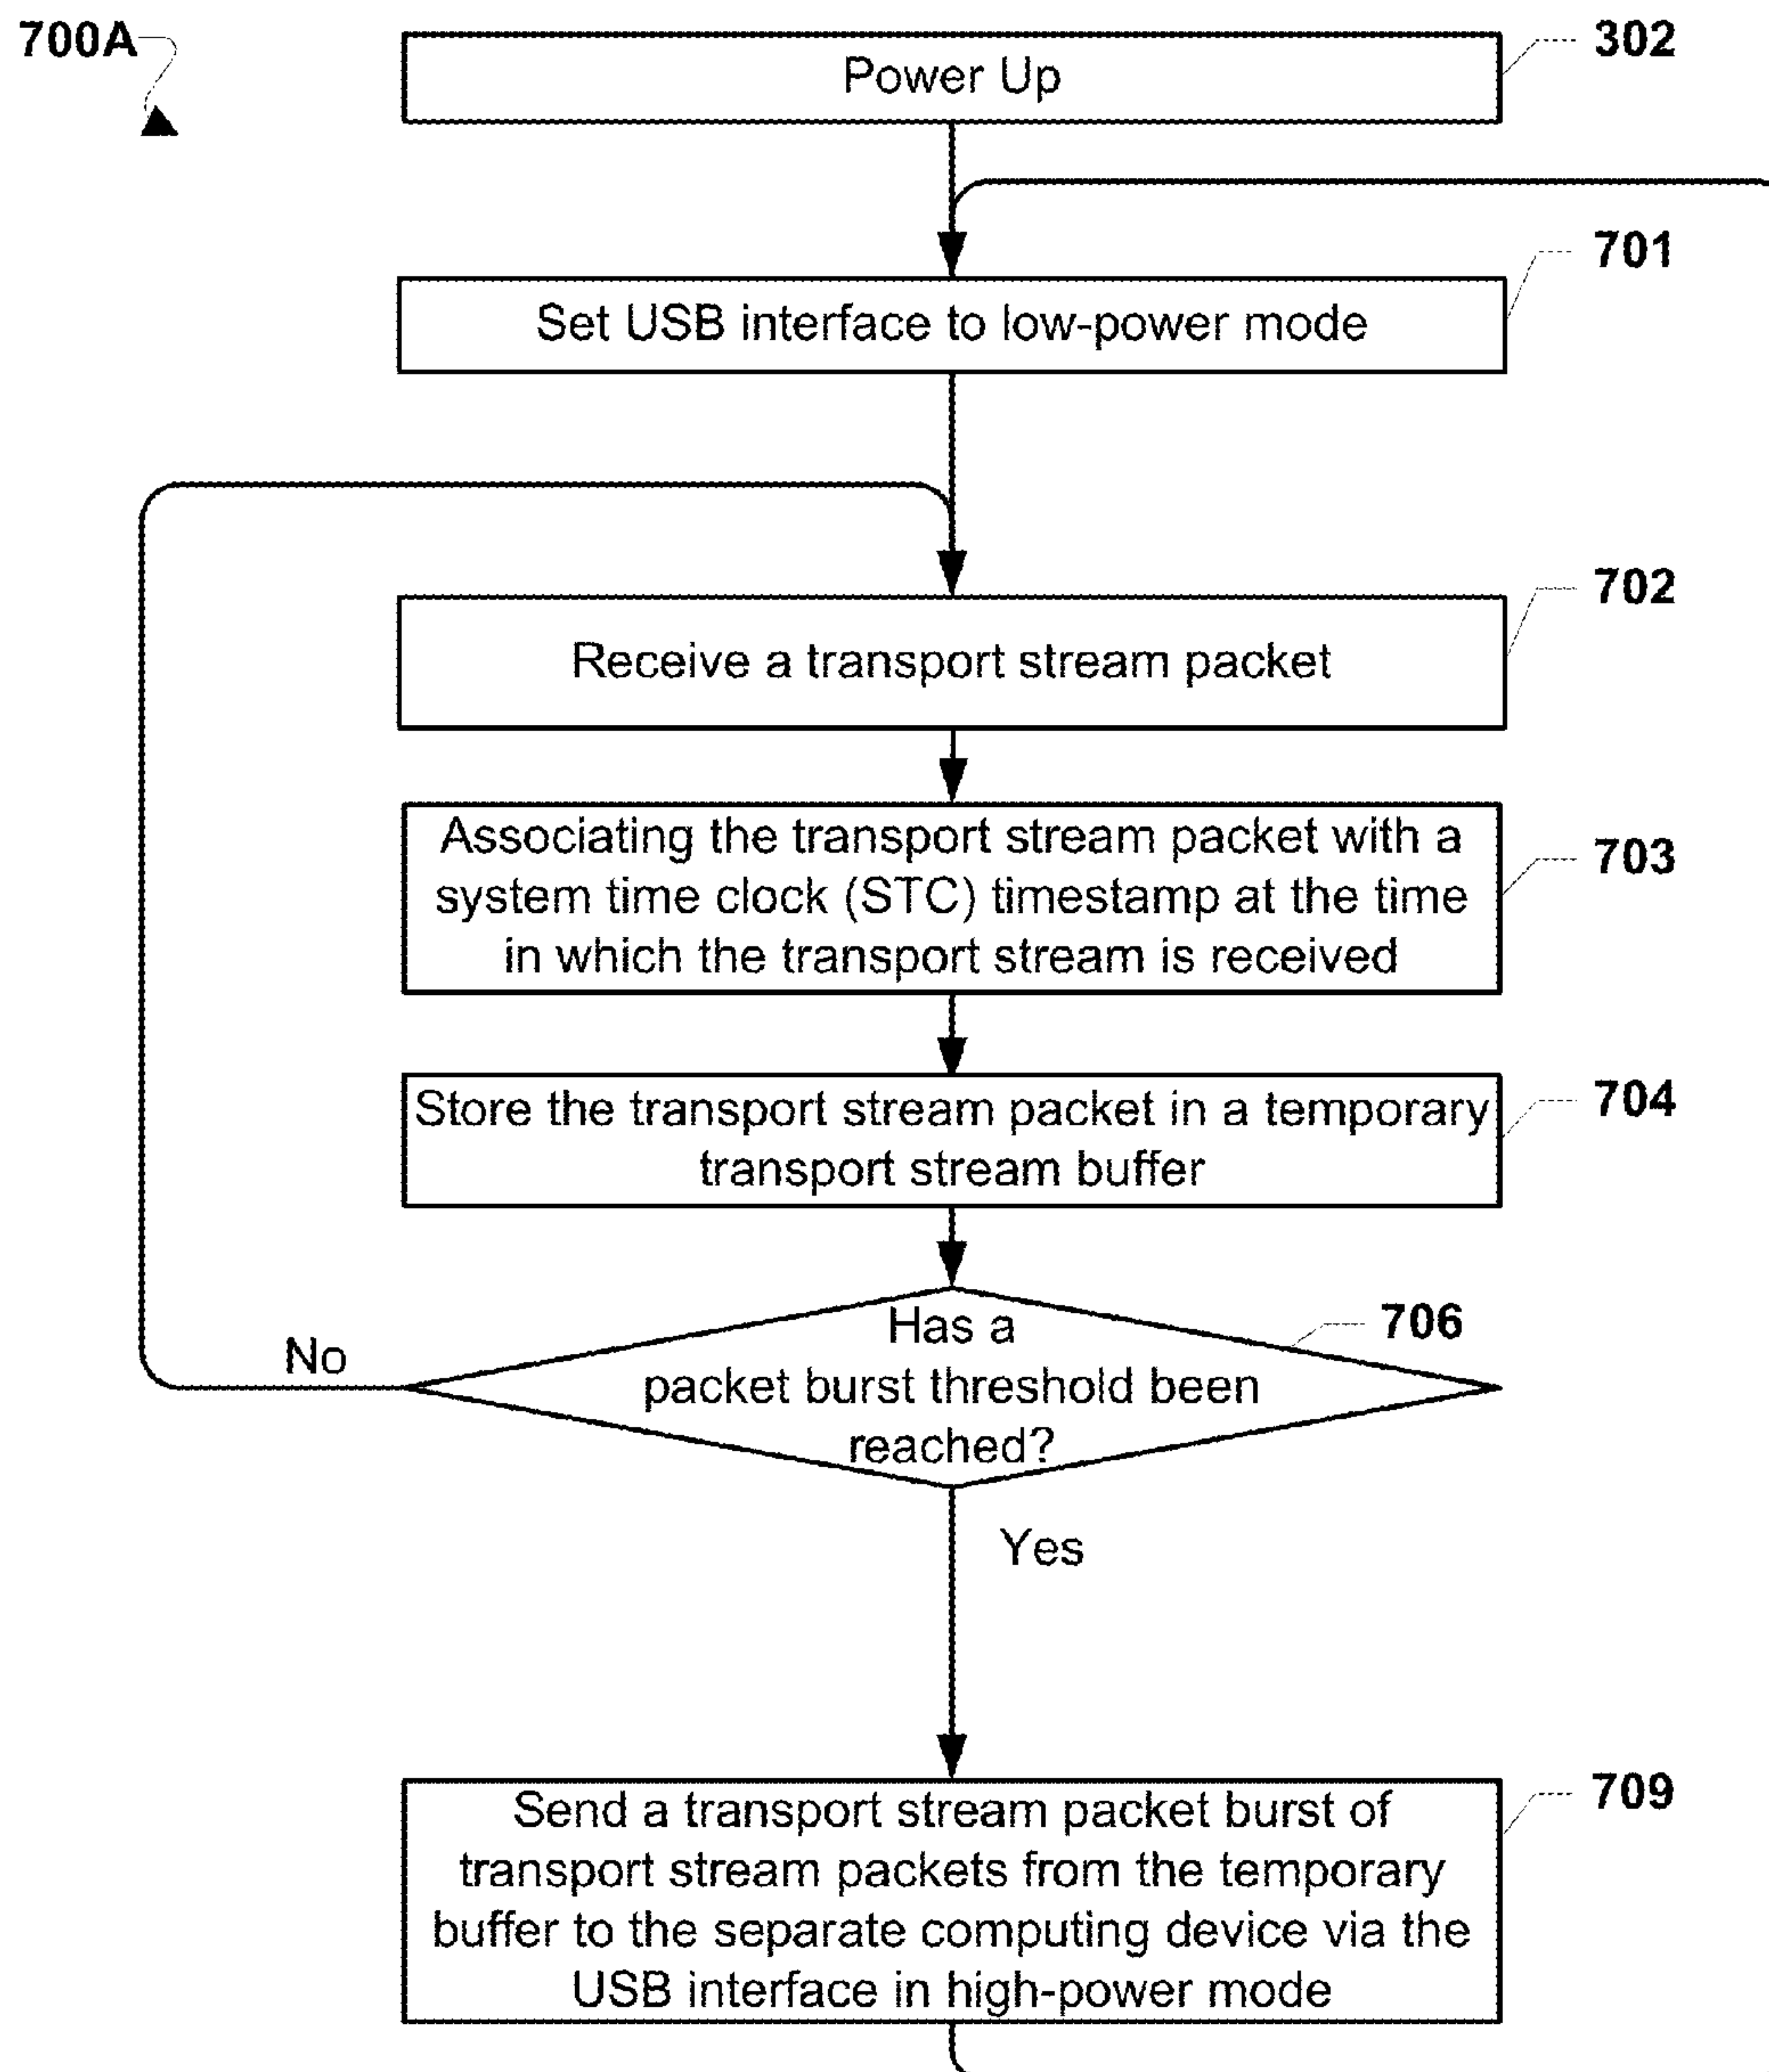 700A
302
Power Up
701
Set USB interface to low-power mode
702
Receive a transport stream packet
Associating the transport stream packet with a
703
system time clock (STC) timestamp at the time
in which the transport stream is received
704
Store the transport stream packet in a temporary
transport stream buffer
706
Has a
packet burst threshold been
reached?
No
Yes
709
Send a transport stream packet burst of
transport stream packets from the temporary
buffer to the separate computing device via the
USB interface in high-power mode